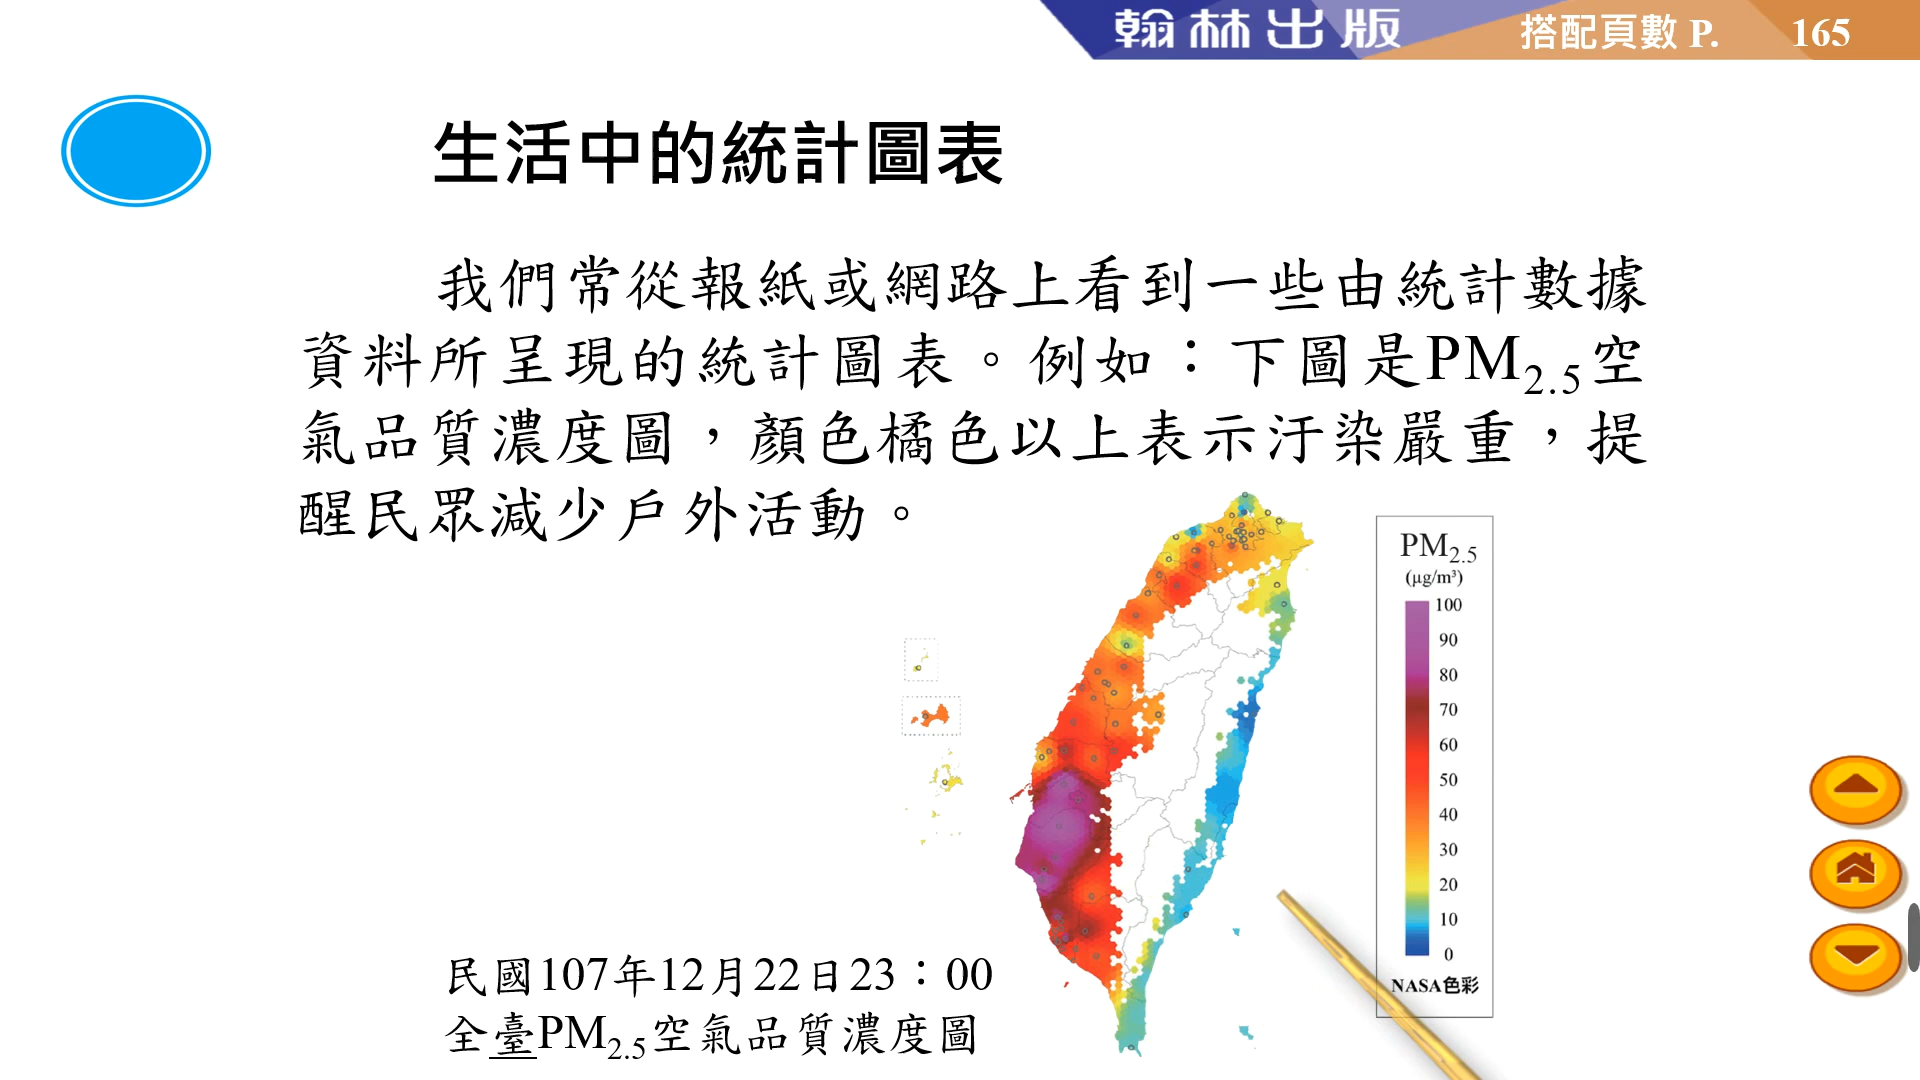 翰林出版
搭配頁數 P. 165
生活中的統計圖表
我們常從報紙或網路上看到一些由統計數據
資料所呈現的統計圖表。例如：下圖是PM2.5空
氣品質濃度圖，顏色橘色以上表示汙染嚴重，提
醒民眾減少戶外活動。
PM2.5
(μg/m³)
100
90
80
70
60
50
40
30
20
10
0
NASA色彩
民國107年12月22日23：00
全臺PM2.5空氣品質濃度圖